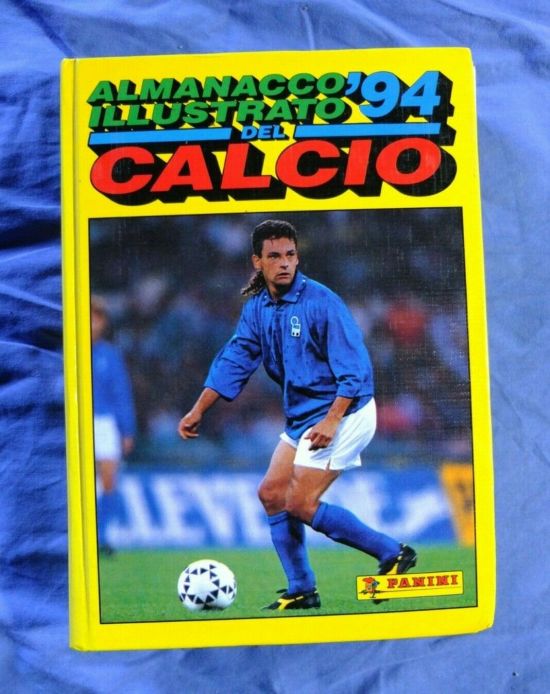 ALMANACCO '94
ILLUSTRATO
DEL
CALCIO
PANINI